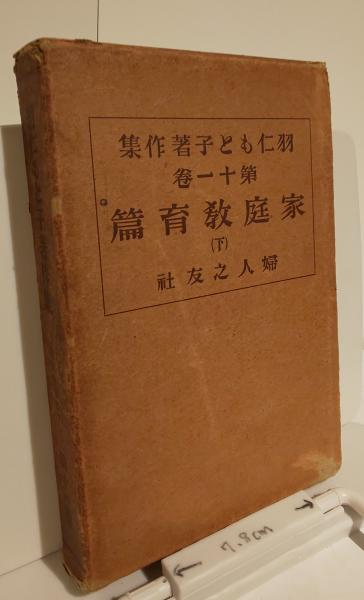 羽仁もと子著作集
第十一卷
家庭教育篇
(下)
婦人之友社
7.8cm